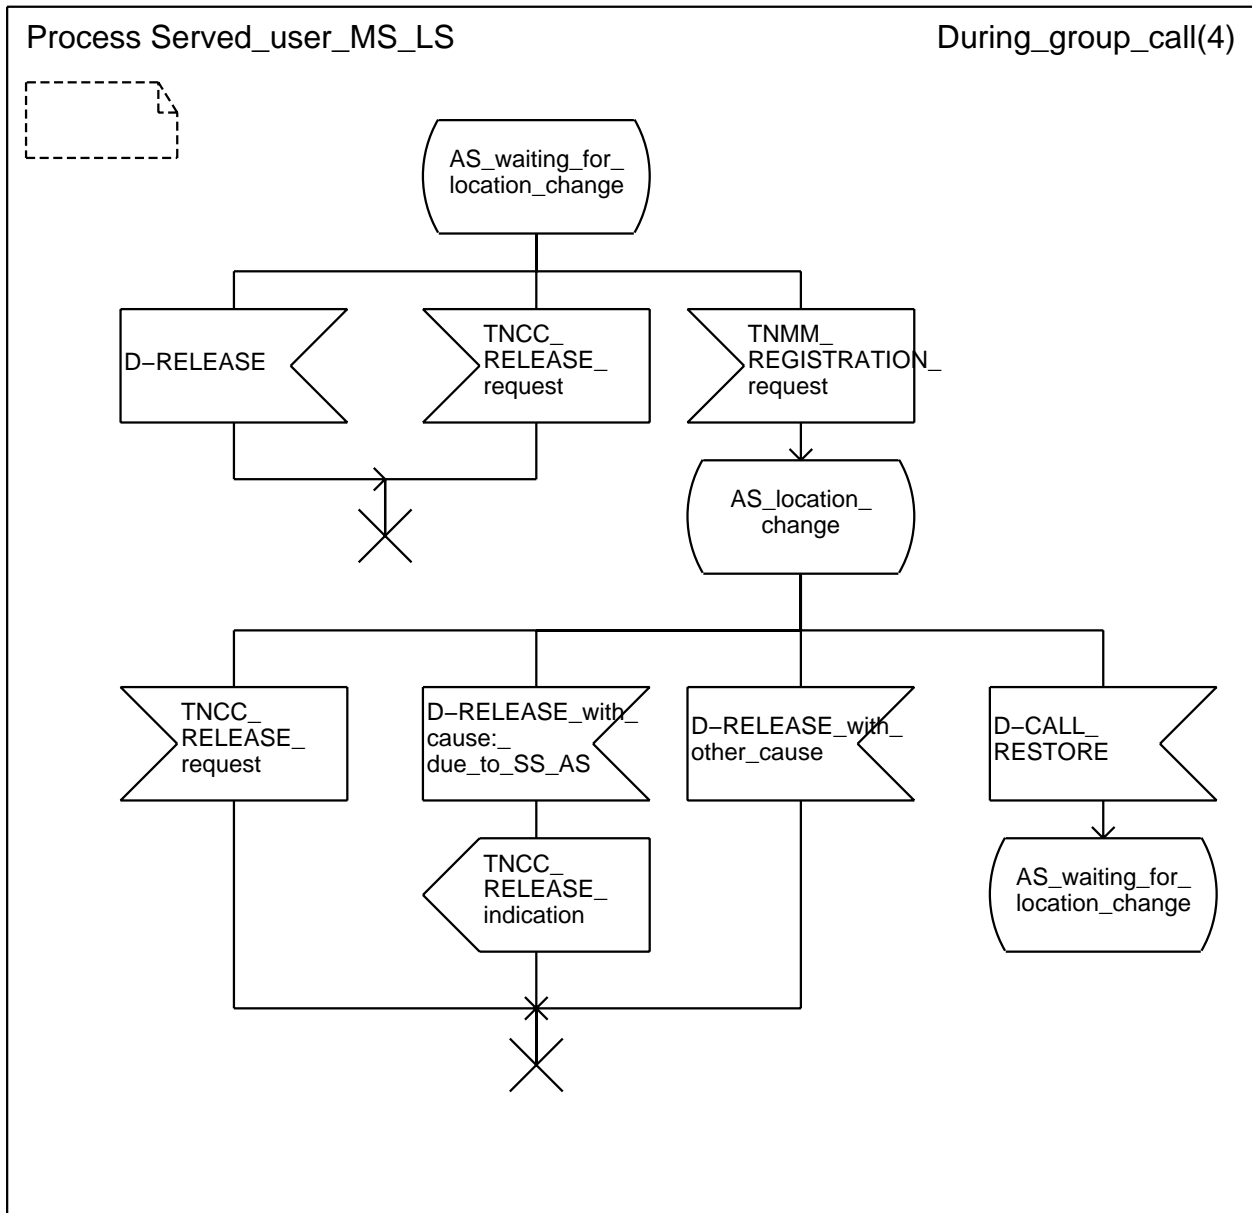 Process Served_user_MS_LS
During_group_call(4)
AS_waiting_for_
location_change
D−RELEASE
TNCC_
RELEASE_
request
TNMM_
REGISTRATION_
request
AS_location_
change
TNCC_
RELEASE_
request
D−RELEASE_with_
cause:_
due_to_SS_AS
D−RELEASE_with_
other_cause
D−CALL_
RESTORE
TNCC_
RELEASE_
indication
AS_waiting_for_
location_change